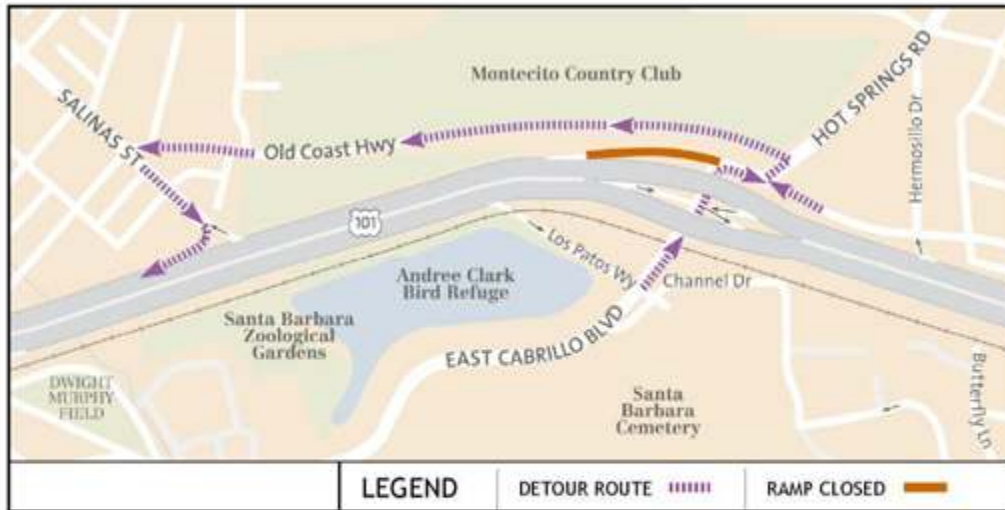 Montecito Country Club
HOT SPRINGS RD
SALINAS ST
Old Coast Hwy
Hermosillo Dr
101
Los Patos Wy
Andree Clark
Bird Refuge
Channel Dr
Santa Barbara
Zoological
Gardens
EAST CABRILLO BLVD
DWIGHT
MURPHY
FIELD
Santa
Barbara
Cemetery
Butterfly Ln
LEGEND
DETOUR ROUTE
RAMP CLOSED